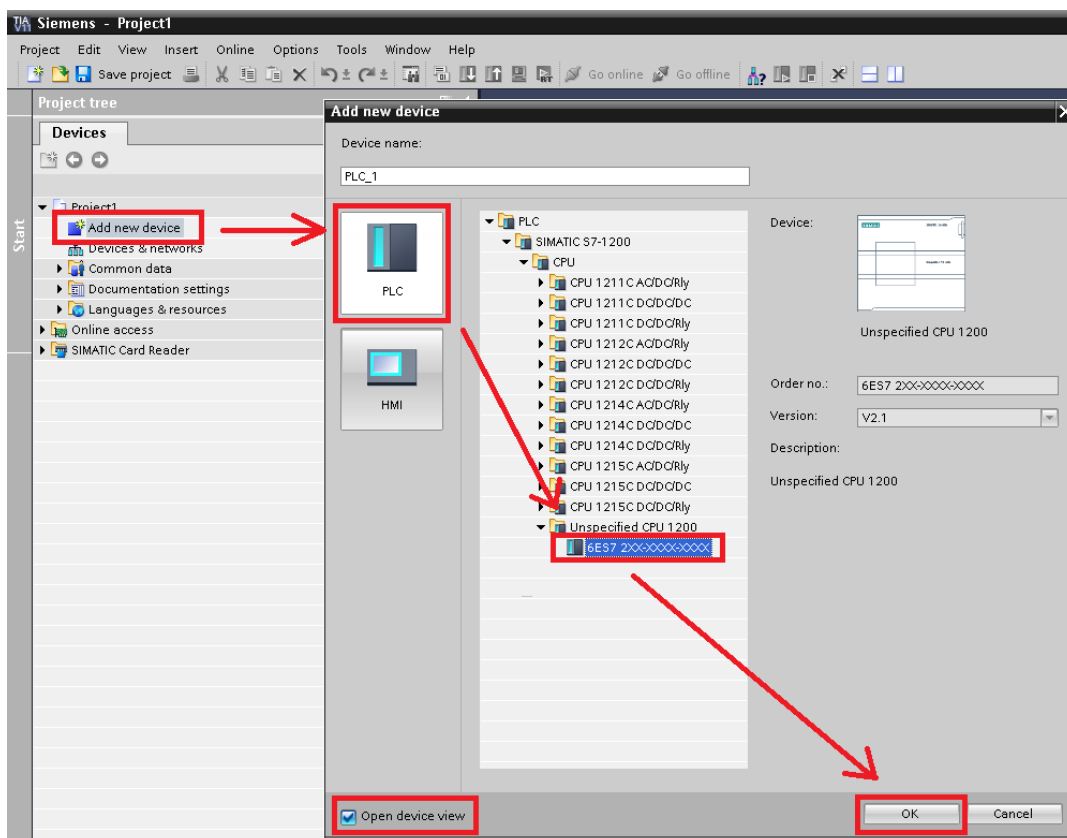 TIA
V11
Siemens - Project1
Project Edit View Insert Online Options Tools Window Help
Save project
Go online
Go offline
Project tree
Add new device
Devices
Start
Project1
Add new device
Devices & networks
Common data
Documentation settings
Languages & resources
Online access
SIMATIC Card Reader
Device name:
PLC_1
PLC
HMI
PLC
SIMATIC S7-1200
CPU
CPU 1211C AC/DC/Rly
CPU 1211C DC/DC/DC
CPU 1211C DC/DC/Rly
CPU 1212C AC/DC/Rly
CPU 1212C DC/DC/DC
CPU 1212C DC/DC/Rly
CPU 1214C AC/DC/Rly
CPU 1214C DC/DC/DC
CPU 1214C DC/DC/Rly
CPU 1215C AC/DC/Rly
CPU 1215C DC/DC/DC
CPU 1215C DC/DC/Rly
Unspecified CPU 1200
6ES7 2XX-XXXXX-XXXX
Device:
Unspecified CPU 1200
Order no.:
6ES7 2XX-XXXXX-XXXX
Version:
V2.1
Description:
Unspecified CPU 1200
Open device view
OK
Cancel